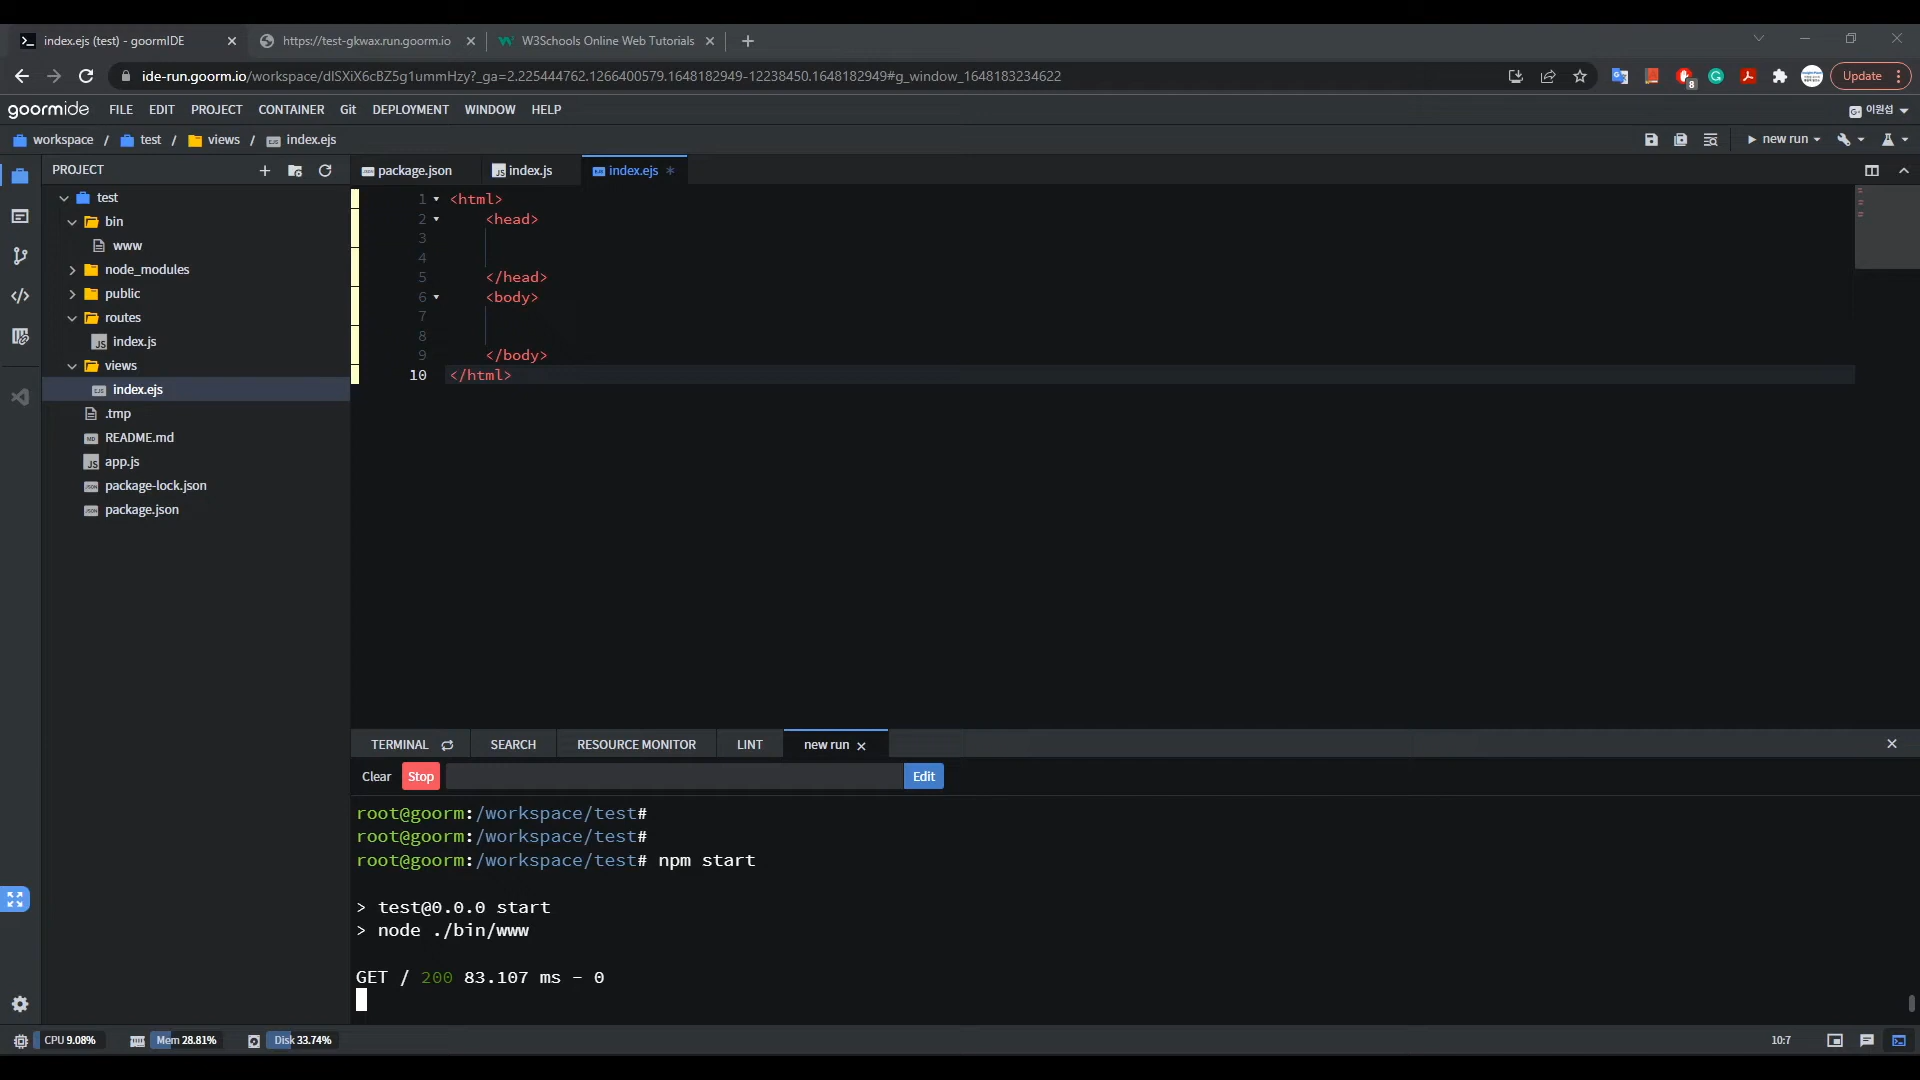 index.ejs (test) - goormIDE
https://test-gkwax.run.goorm.io
W3Schools Online Web Tutorials
ide-run.goorm.io/workspace/dlSXiX6cBZ5g1ummHzy?_ga=2.225444762.1266400579.1648182949-12238450.1648182949#g_window_1648183234622
8
Update
goormide FILE EDIT PROJECT CONTAINER Git DEPLOYMENT WINDOW HELP
이원섭
workspace / test / views / index.ejs
new run
PROJECT
package.json index.js index.ejs
test
bin
www
node_modules
public
routes
index.js
views
index.ejs
.tmp
README.md
app.js
package-lock.json
package.json
1 <html>
2 <head>
3
4
5 </head>
6 <body>
7
8
9 </body>
10 </html>
TERMINAL SEARCH RESOURCE MONITOR LINT new run
Clear Stop Edit
root@goorm:/workspace/test#
root@goorm:/workspace/test#
root@goorm:/workspace/test# npm start
> test@0.0.0 start
> node ./bin/www
GET / 200 83.107 ms - 0
CPU 9.08% Mem 28.81% Disk 33.74%
10:7